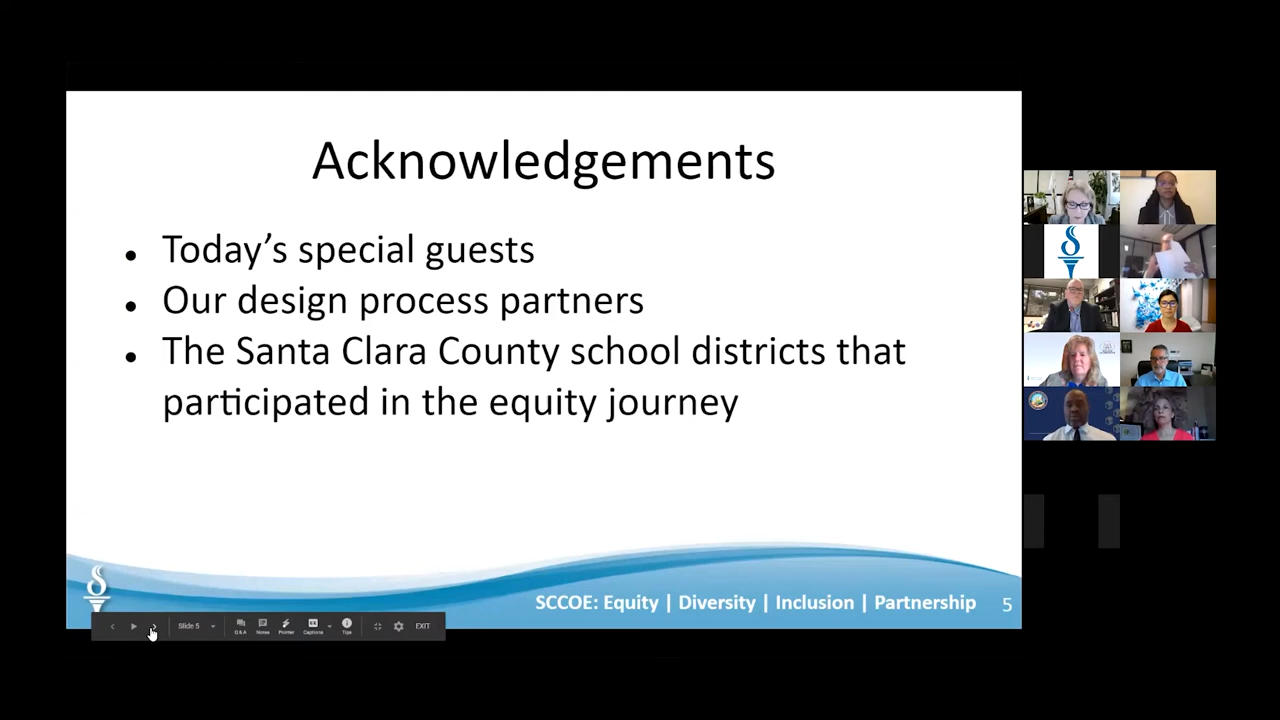 Acknowledgements
● Today’s special guests
● Our design process partners
● The Santa Clara County school districts that
participated in the equity journey
SCCOE: Equity | Diversity | Inclusion | Partnership 5
Slide 5 Q&A Notes Pointer Captions Tips EXIT